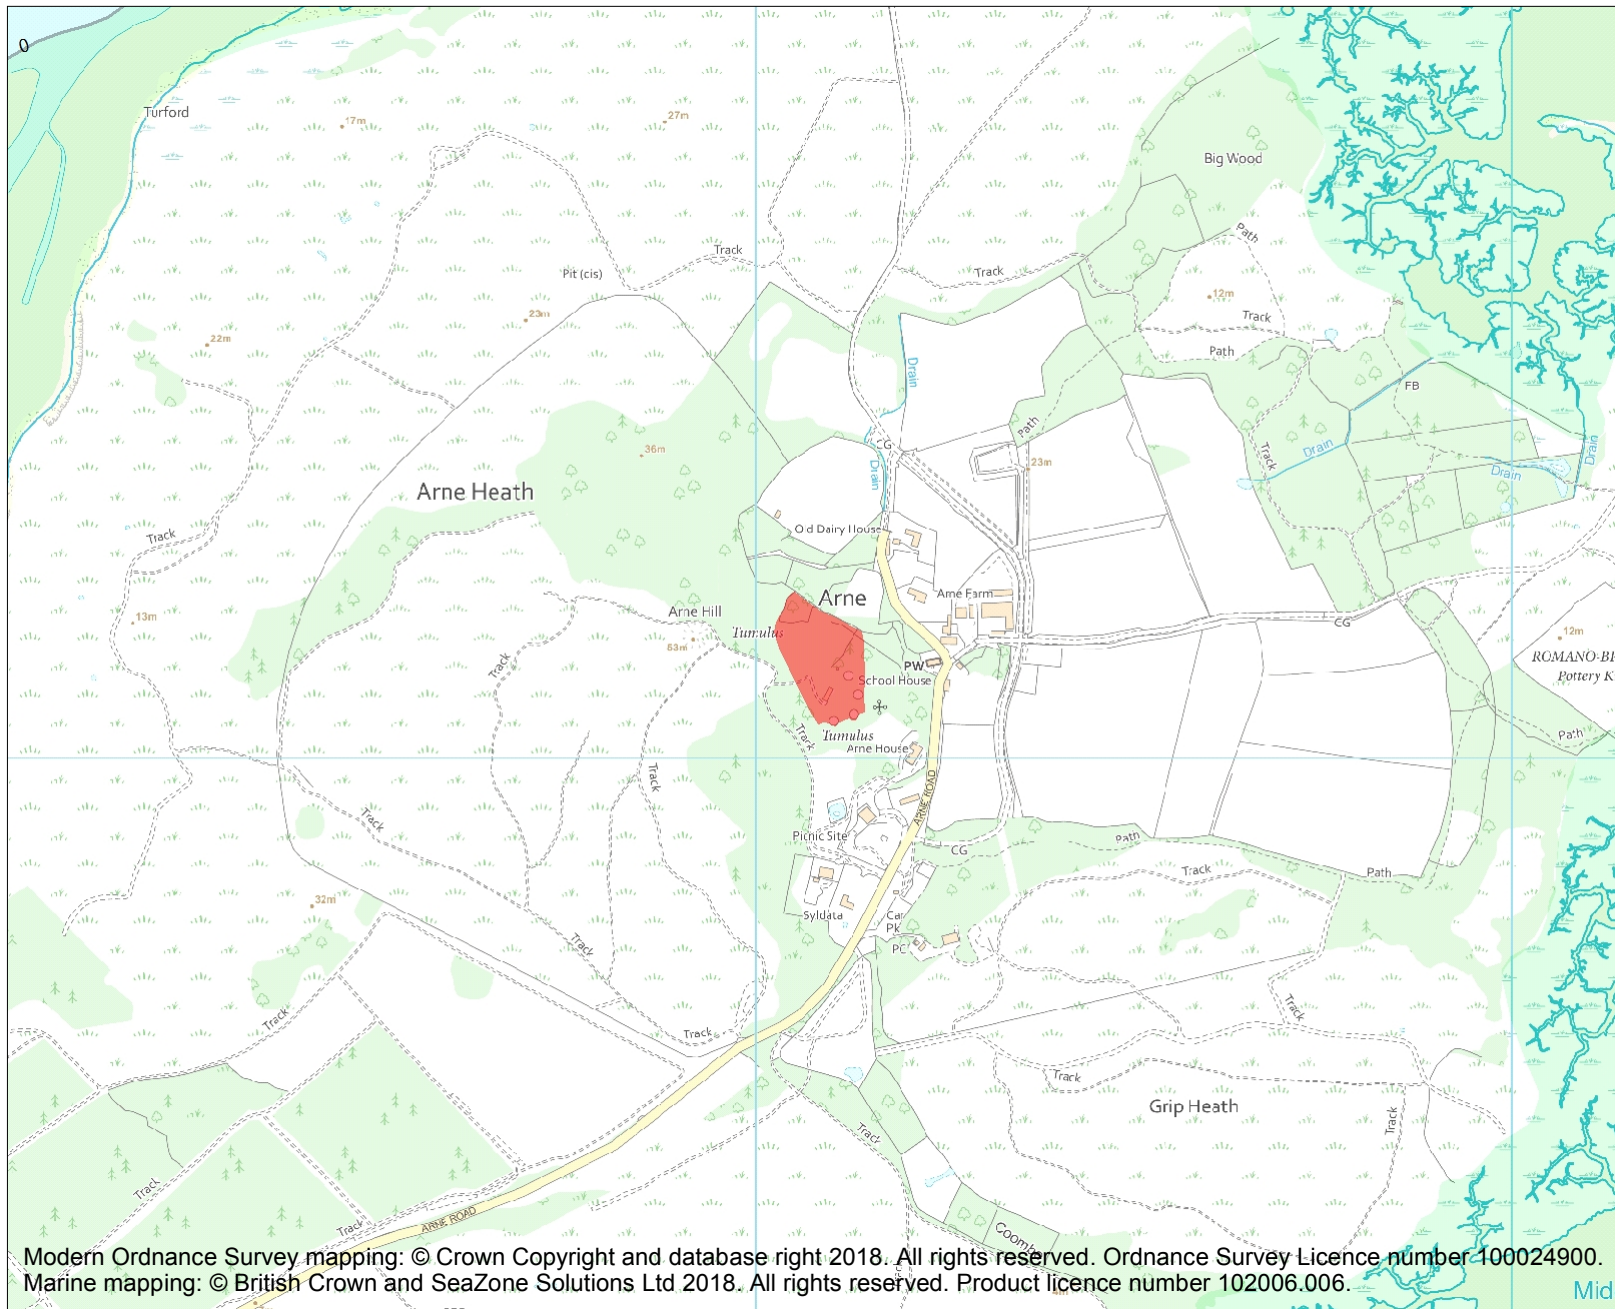 0
Turford
17m
27m
Big Wood
Path
Track
Track
Pit (cis)
12m
23m
Track
22m
Path
Drain
FB
CG
Path
36m
23m
Track
Drain
Drain
Drain
Drain
Arne Heath
Old Dairy House
Track
Arne
Arne Farm
Arne Hill
13m
Tumulus
CG
12m
53m
PW
ROMANO-B
Track
School House
Pottery K
Track
Tumulus
Path
Arne House
Track
ARNE ROAD
Track
Picnic Site
Path
CG
Track
Path
32m
Syldata
Car
Pk
Track
PC
Track
Track
Track
Track
Grip Heath
Track
Track
Track
Track
ARNE ROAD
Coombe
Modern Ordnance Survey mapping: © Crown Copyright and database right 2018. All rights reserved. Ordnance Survey Licence number 100024900.
Marine mapping: © British Crown and SeaZone Solutions Ltd 2018. All rights reserved. Product licence number 102006.006.
Mid